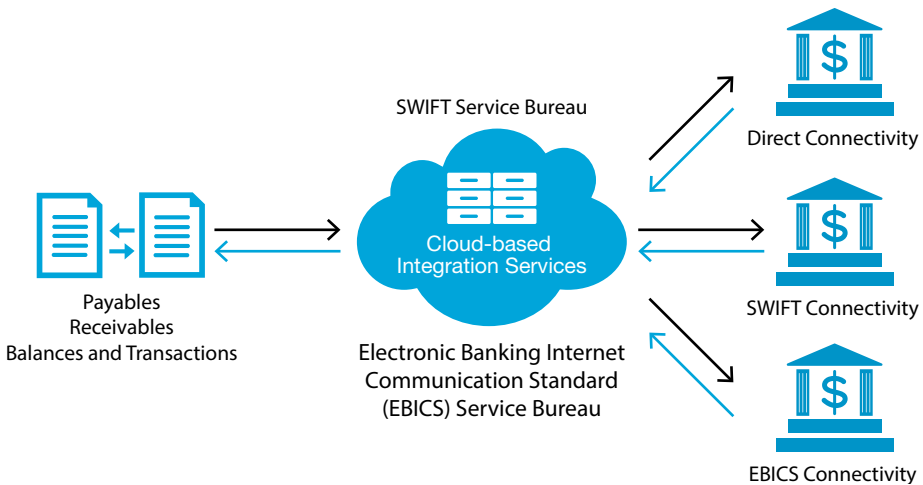 SWIFT Service Bureau
Cloud-based
Integration Services
Electronic Banking Internet
Communication Standard
(EBICS) Service Bureau
Payables
Receivables
Balances and Transactions
$
Direct Connectivity
$
SWIFT Connectivity
$
EBICS Connectivity